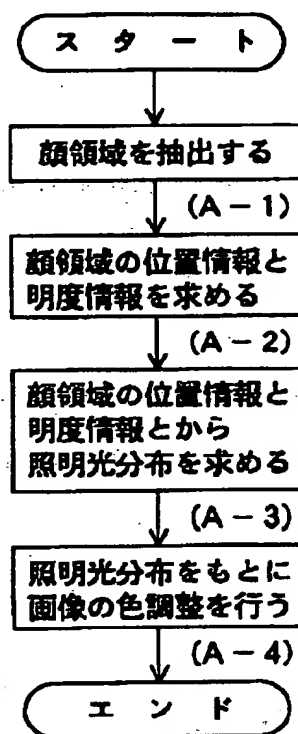 スタート
顔領域を抽出する
(A－1)
顔領域の位置情報と
明度情報を求める
(A－2)
顔領域の位置情報と
明度情報とから
照明光分布を求める
(A－3)
照明光分布をもとに
画像の色調整を行う
(A－4)
エンド